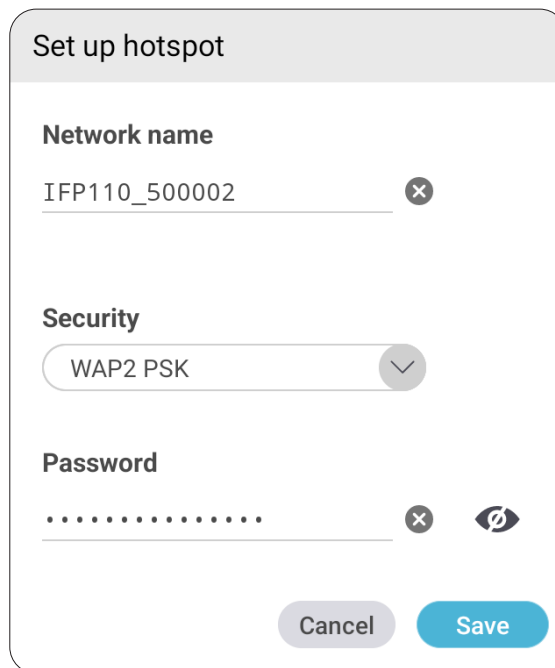 Set up hotspot
Network name
IFP110_500002
Security
WAP2 PSK
Password
•••••••••••••••
Cancel
Save